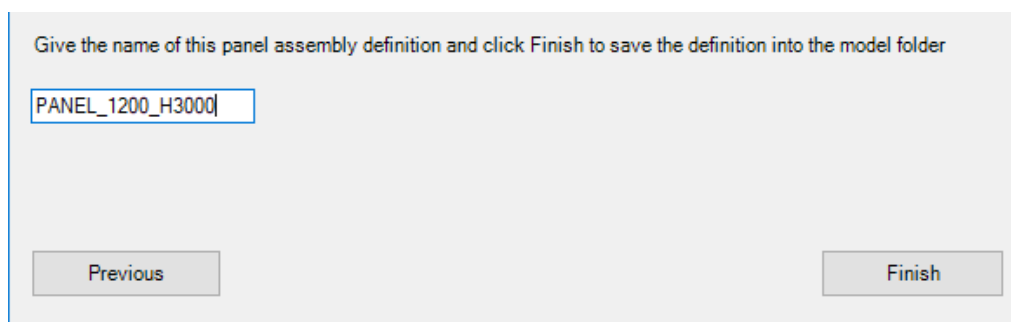 Give the name of this panel assembly definition and click Finish to save the definition into the model folder
PANEL_1200_H3000
Previous
Finish